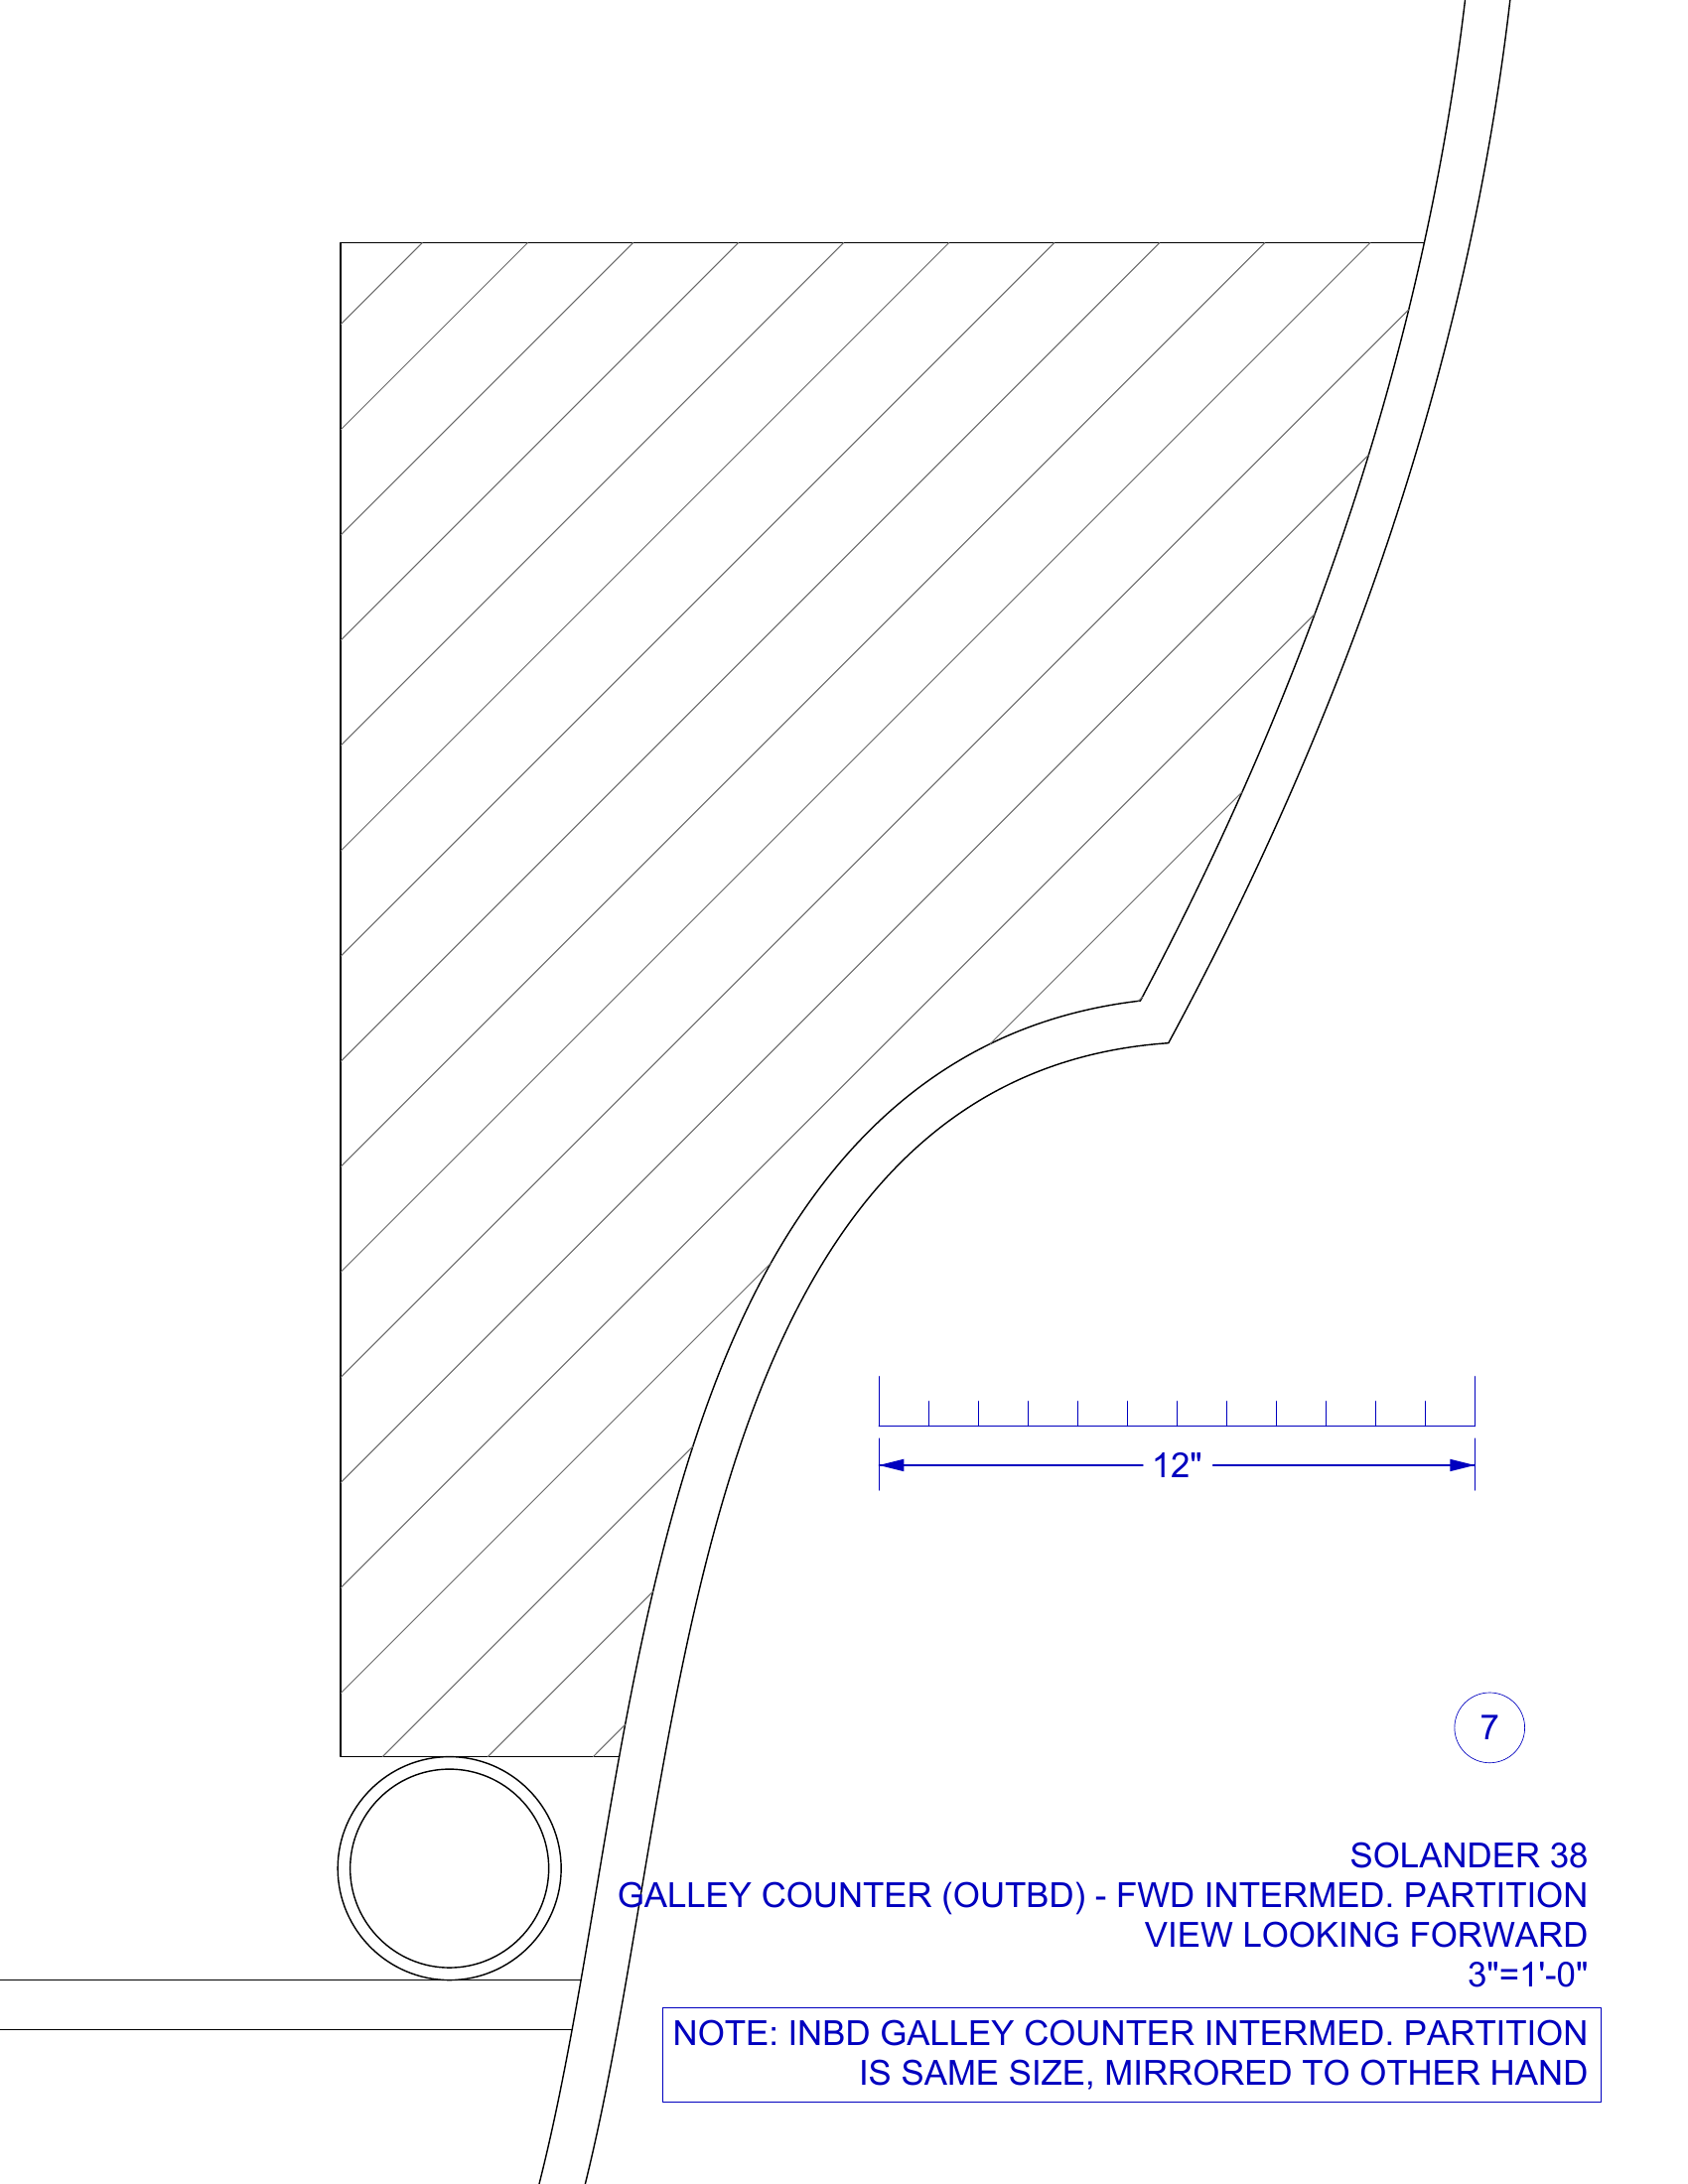 12"
7
SOLANDER 38
GALLEY COUNTER (OUTBD) - FWD INTERMED. PARTITION
VIEW LOOKING FORWARD
3"=1'-0"
NOTE: INBD GALLEY COUNTER INTERMED. PARTITION
IS SAME SIZE, MIRRORED TO OTHER HAND